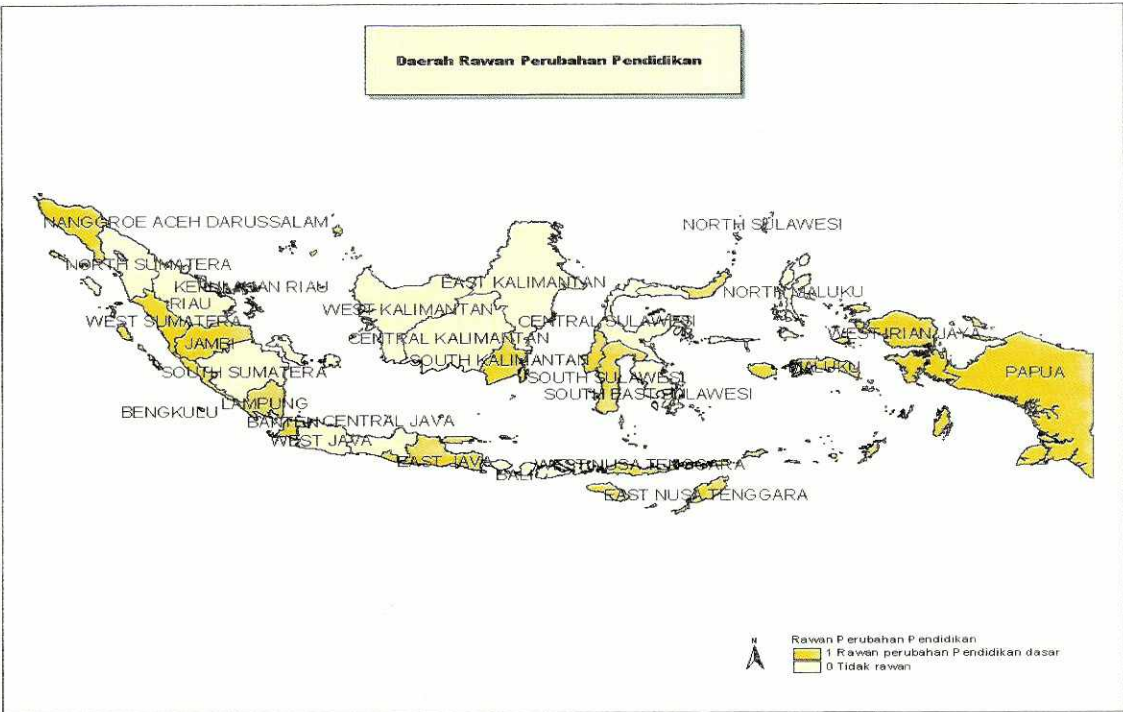 Daerah Rawan Perubahan Pendidikan
NANGGROE ACEH DARUSSALAM
NORTH SULAWESI
NORTH SUMATERA
KEPULAUAN RIAU
EAST KALIMANTAN
NORTH MALUKU
RIAU
WEST KALIMANTAN
WEST SUMATERA
CENTRAL SULAWESI
WEST IRIAN JAYA
JAMBI
CENTRAL KALIMANTAN
SOUTH KALIMANTAN
MALUKU
PAPUA
SOUTH SUMATERA
SOUTH SULAWESI
SOUTH EAST SULAWESI
LAMPUNG
BENGKULU
BANTEN
CENTRAL JAVA
WEST JAVA
EAST JAVA
WEST NUSA TENGGARA
BALI
EAST NUSA TENGGARA
N
Rawan Perubahan Pendidikan
1 Rawan perubahan Pendidikan dasar
0 Tidak rawan